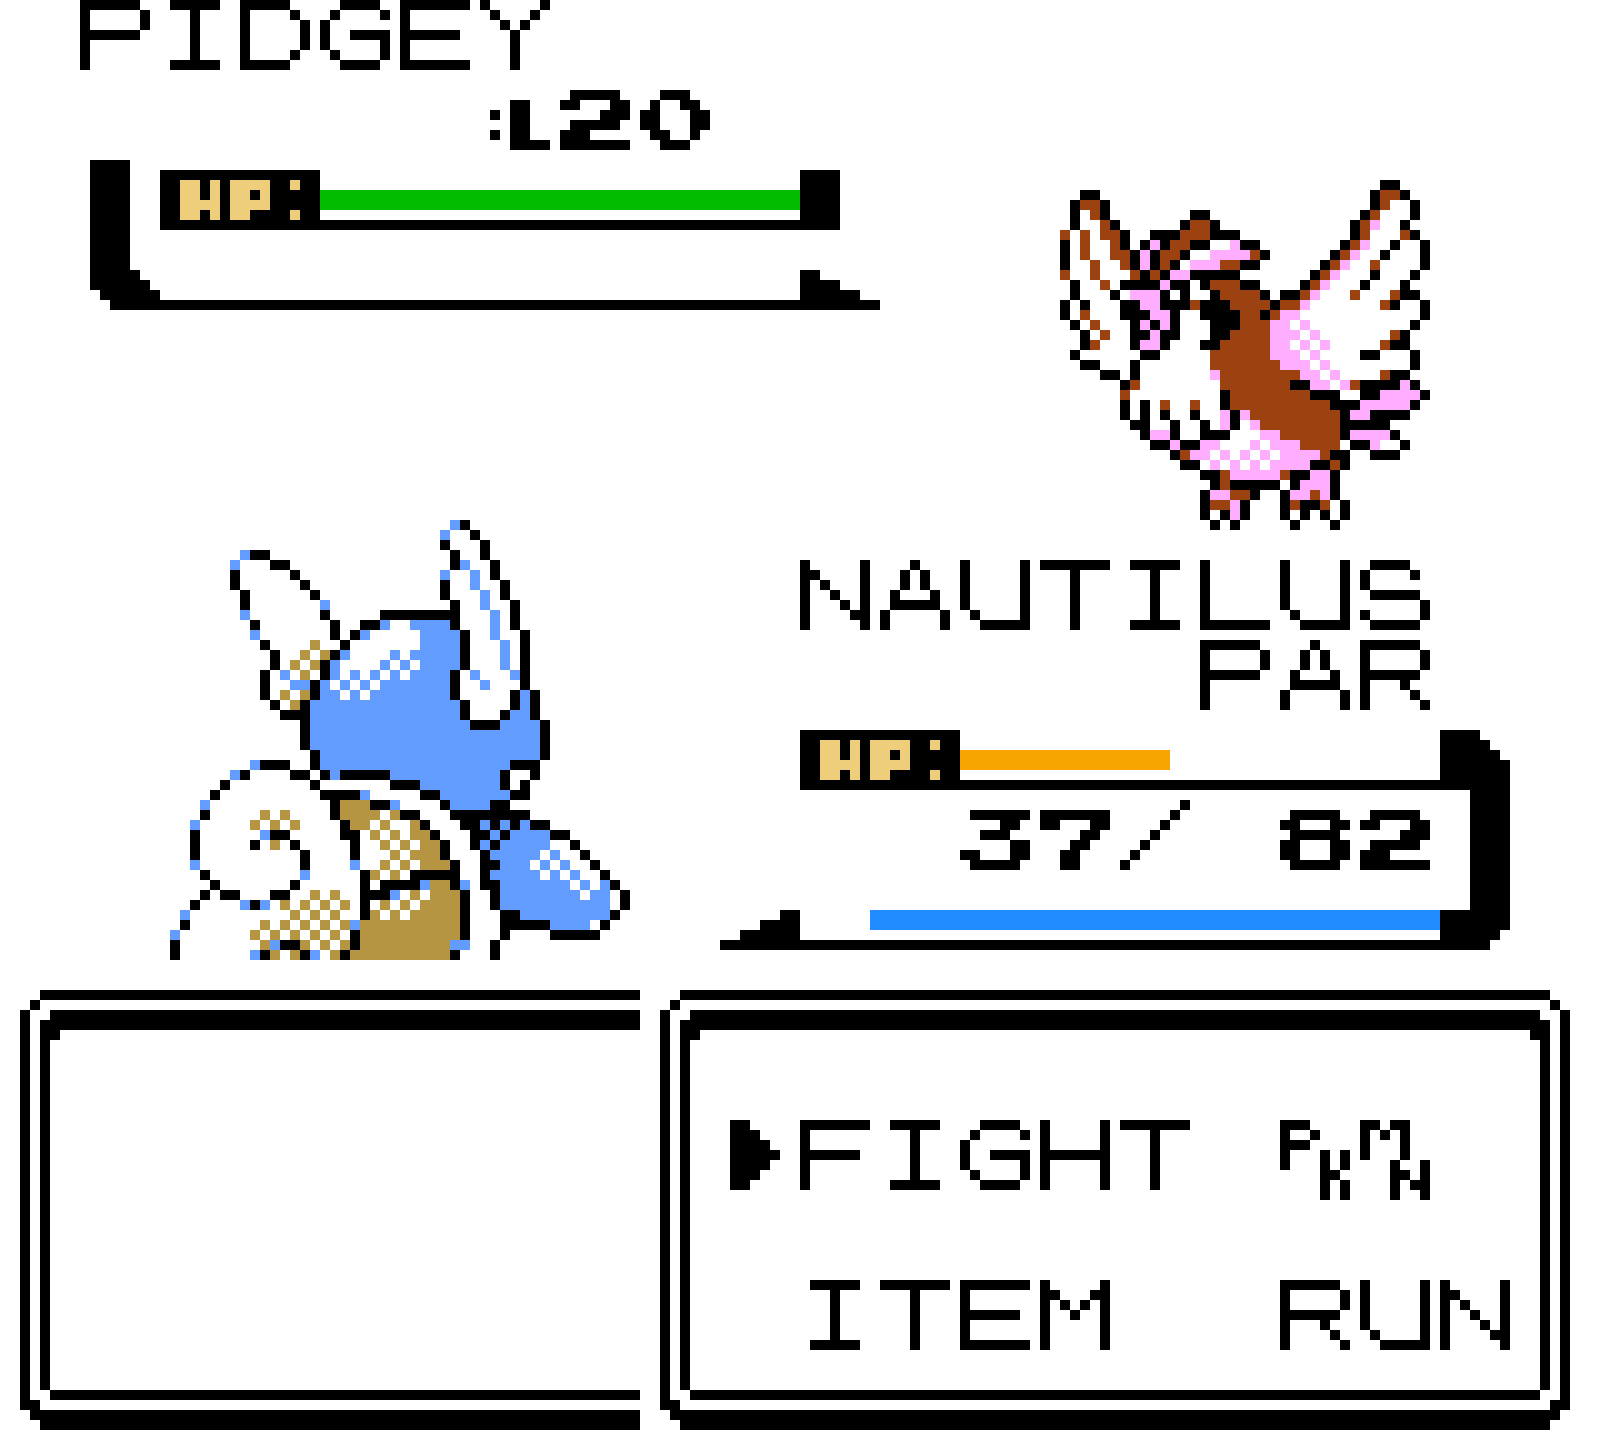 PIDGEY
:L20
HP:
NAUTILUS
PAR
HP:
37/ 82
▶FIGHT PKMN
ITEM RUN